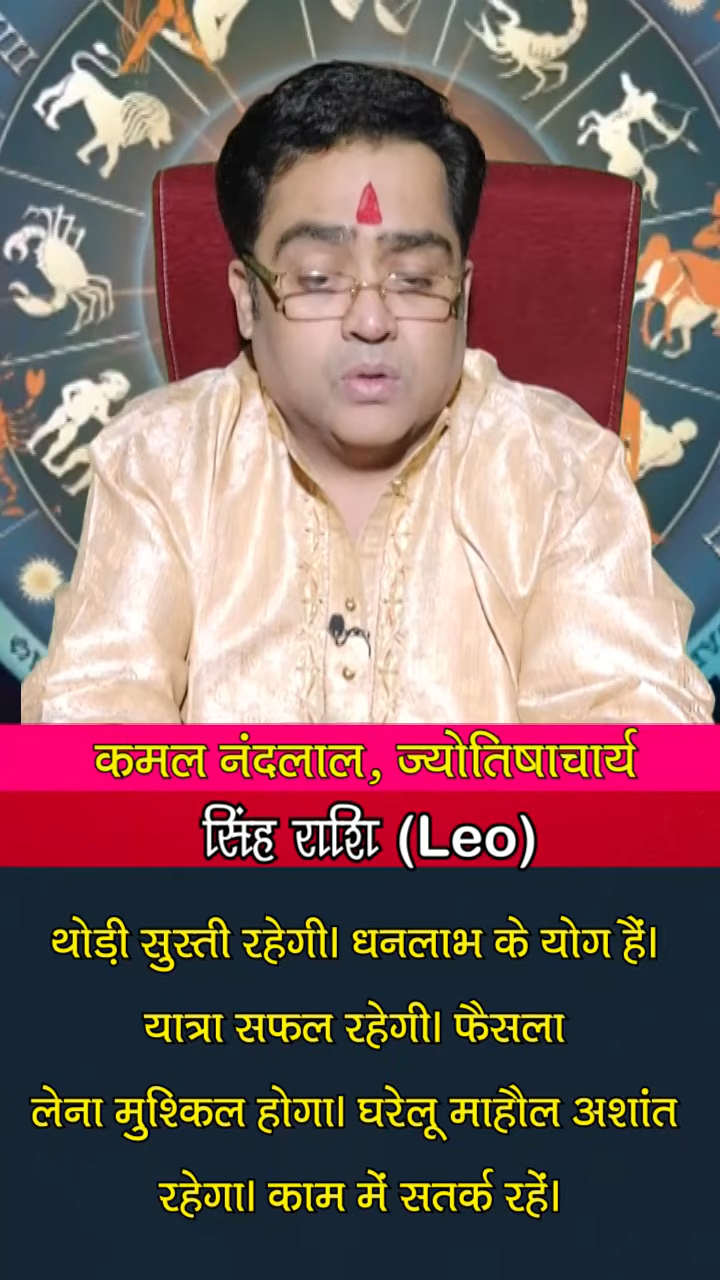 कमल नंदलाल, ज्योतिषाचार्य
सिंह राशि (Leo)
थोड़ी सुस्ती रहेगी। धनलाभ के योग हैं।
यात्रा सफल रहेगी। फैसला
लेना मुश्किल होगा। घरेलू माहौल अशांत
रहेगा। काम में सतर्क रहें।